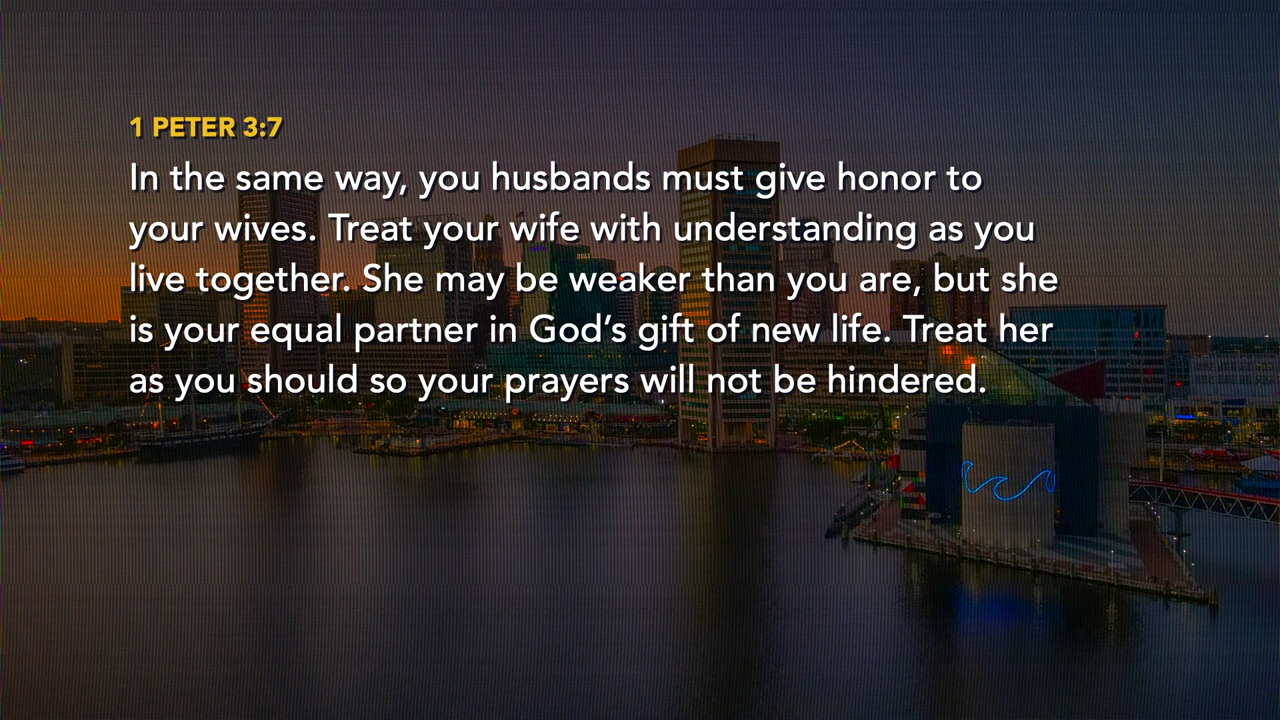 1 PETER 3:7
In the same way, you husbands must give honor to
your wives. Treat your wife with understanding as you
live together. She may be weaker than you are, but she
is your equal partner in God’s gift of new life. Treat her
as you should so your prayers will not be hindered.